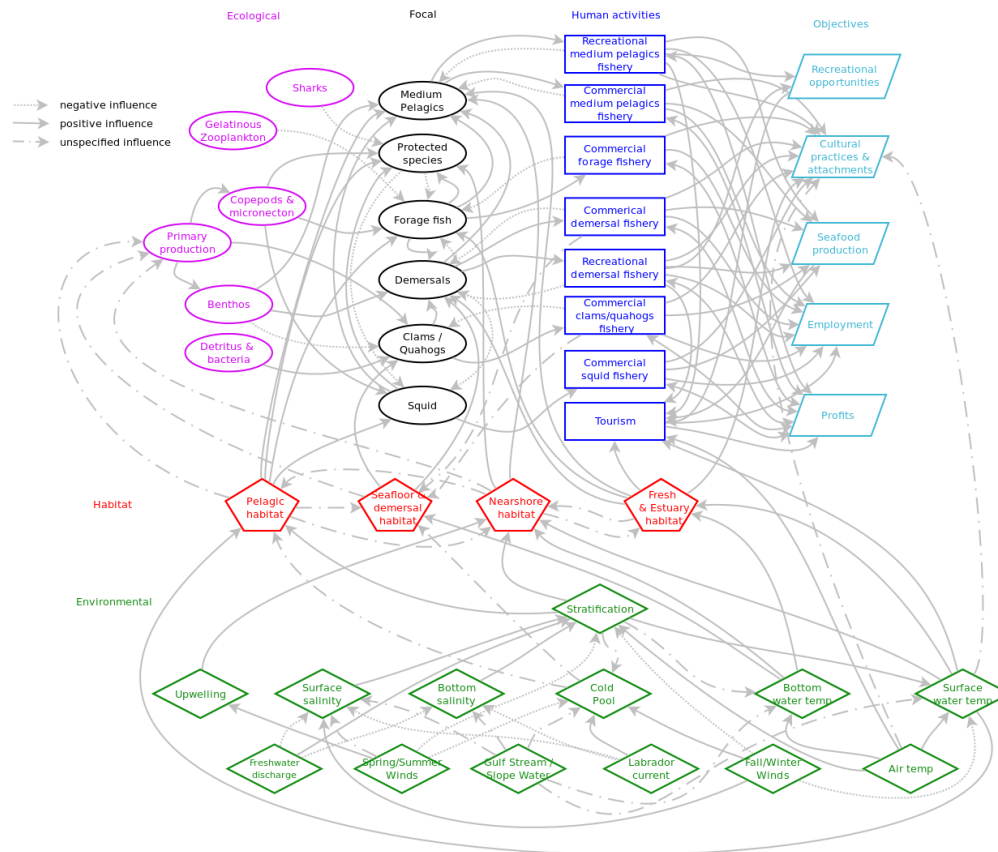 Ecological
Focal
Human activities
Objectives
negative influence
positive influence
unspecified influence
Sharks
Gelatinous
Zooplankton
Copepods &
micronecton
Primary
production
Benthos
Detritus &
bacteria
Medium
Pelagics
Protected
species
Forage fish
Demersals
Clams /
Quahogs
Squid
Recreational
medium pelagics
fishery
Commercial
medium pelagics
fishery
Commercial
forage fishery
Commerical
demersal fishery
Recreational
demersal fishery
Commercial
clams/quahogs
fishery
Commercial
squid fishery
Tourism
Recreational
opportunities
Cultural
practices &
attachments
Seafood
production
Employment
Profits
Habitat
Pelagic
habitat
Seafloor &
demersal habitat
Nearshore
habitat
Fresh
& Estuary
habitat
Environmental
Stratification
Upwelling
Surface
salinity
Bottom
salinity
Cold
Pool
Bottom
water temp
Surface
water temp
Freshwater
discharge
Spring/Summer
Winds
Gulf Stream /
Slope Water
Labrador
current
Fall/Winter
Winds
Air temp